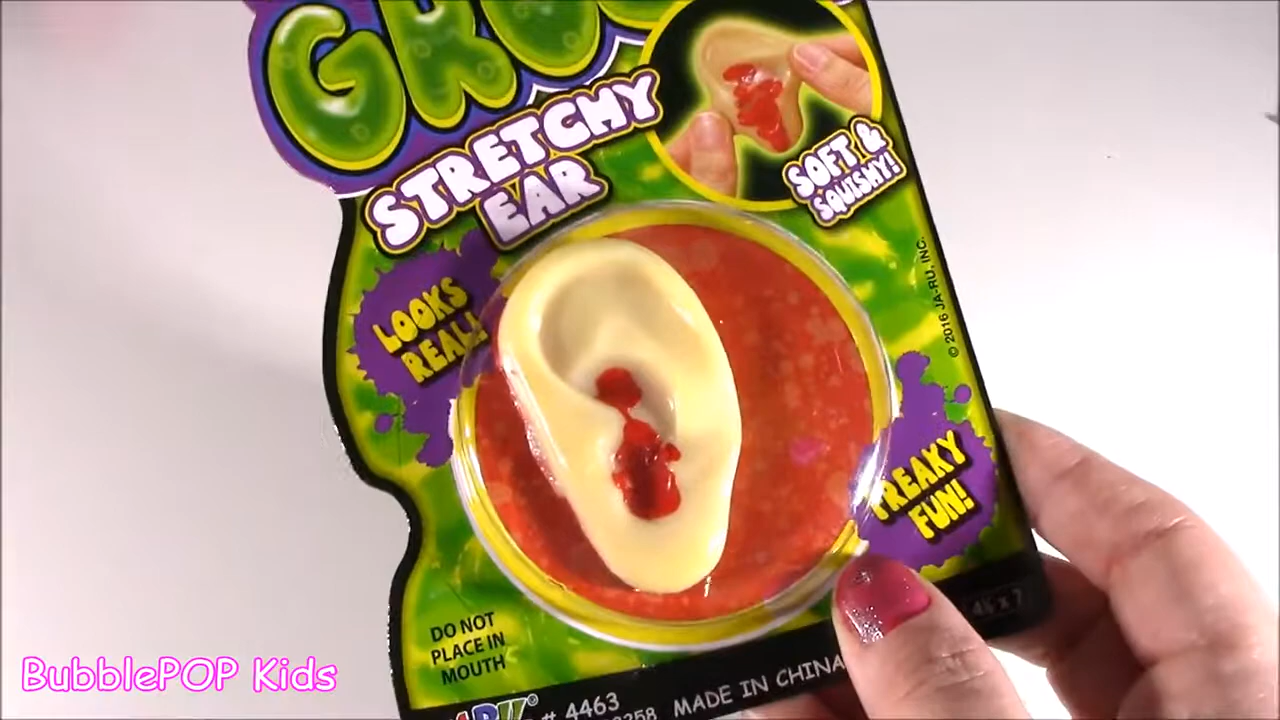 STRETCHY
EAR
SOFT &
SQUISHY!
LOOKS
REAL!
© 2016 JA-RU, INC.
FREAKY
FUN!
DO NOT
PLACE IN
MOUTH
# 4463
MADE IN CHINA
BubblePOP Kids